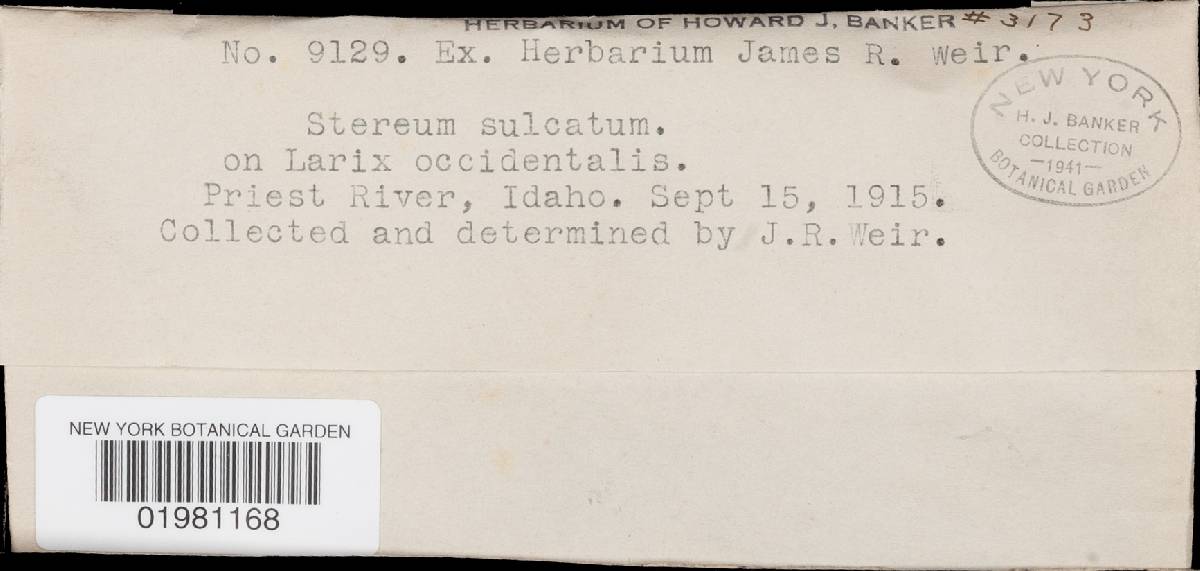 HERBARIUM OF HOWARD J. BANKER # 3173
No. 9129. Ex. Herbarium James R. Weir.
NEW YORK
H. J. BANKER
COLLECTION
—1941—
BOTANICAL GARDEN
Stereum sulcatum.
on Larix occidentalis.
Priest River, Idaho. Sept 15, 1915.
Collected and determined by J.R. Weir.
NEW YORK BOTANICAL GARDEN
01981168